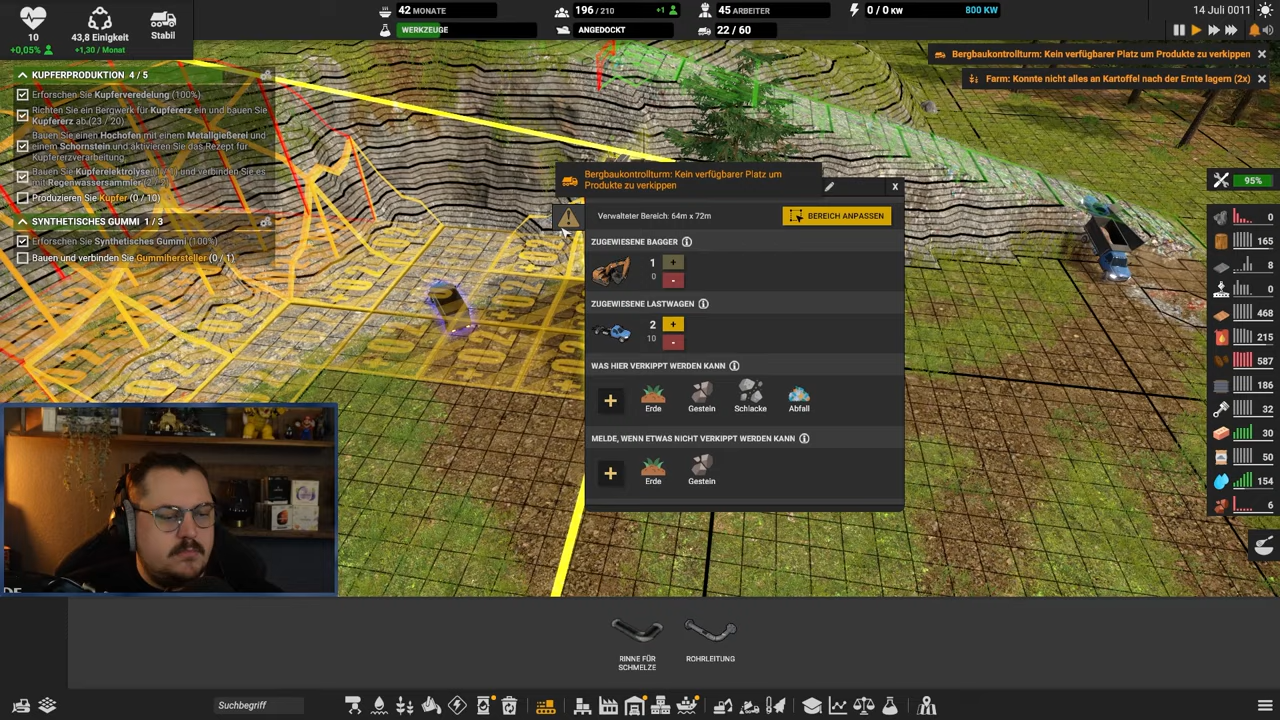 10
+0,05%
43,8 Einigkeit
+1,30 / Monat
Stabil
42 MONATE
WERKZEUGE
196 / 210
+1
ANGEDOCKT
45 ARBEITER
22 / 60
0 / 0 KW
800 KW
14 Juli 0011
Bergbaukontrollturm: Kein verfügbarer Platz um Produkte zu verkippen
X
Farm: Konnte nicht alles an Kartoffel nach der Ernte lagern (2x)
X
KUPFERPRODUKTION 4 / 5
Erforschen Sie Kupferveredelung (100%)
Richten Sie ein Bergwerk für Kupfererz ein und bauen Sie
Kupfererz ab.(23 / 20)
Bauen Sie einen Hochofen mit einem Metallgießerei und
einem Schornstein und aktivieren Sie das Rezept für
Kupfererzverarbeitung.
Produzieren Sie Kupfer (0 / 10)
SYNTHETISCHES GUMMI 1 / 3
Erforschen Sie Synthetisches Gummi (100%)
Bauen und verbinden Sie Gummihersteller (0 / 1)
Bergbaukontrollturm: Kein verfügbarer Platz um
Produkte zu verkippen
X
Verwalteter Bereich: 64m x 72m
BEREICH ANPASSEN
ZUGEWIESENE BAGGER
1
+
0
-
ZUGEWIESENE LASTWAGEN
2
+
10
-
WAS HIER VERKIPPT WERDEN KANN
+
Erde
Gestein
Schlacke
Abfall
MELDE, WENN ETWAS NICHT VERKIPPT WERDEN KANN
+
Erde
Gestein
95%
0
165
8
0
468
215
587
186
32
30
50
154
6
RINNE FÜR
SCHMELZE
ROHRLEITUNG
Suchbegriff